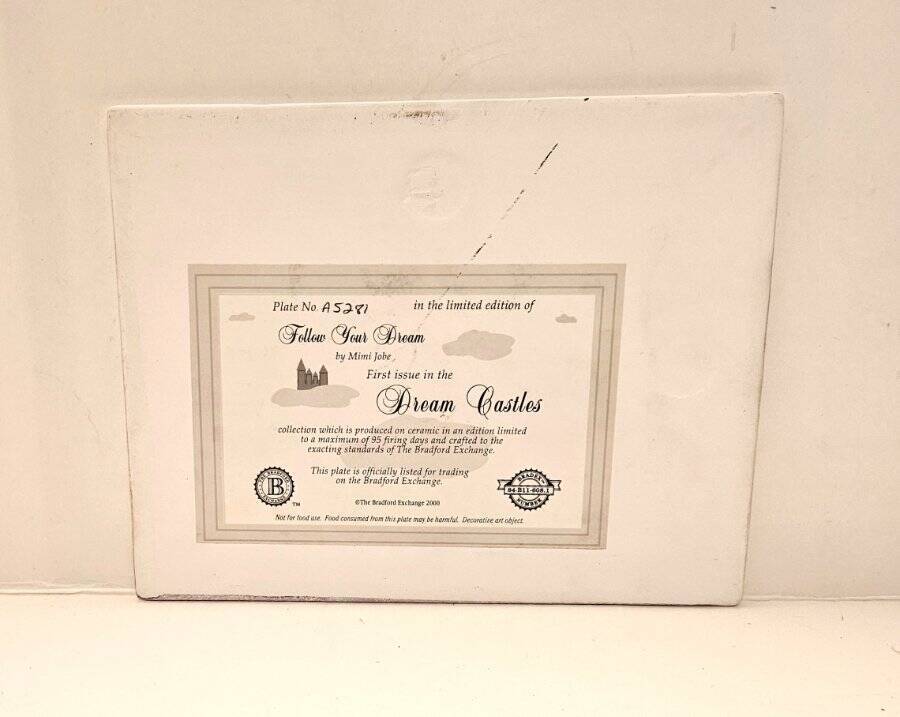 Plate No. A5281 in the limited edition of
Follow Your Dream
by Mimi Jobe
First issue in the
Dream Castles
collection which is produced on ceramic in an edition limited
to a maximum of 95 firing days and crafted to the
exacting standards of The Bradford Exchange.
This plate is officially listed for trading
on the Bradford Exchange.
B
TM
BRADEX
84-B11-608.1
NUMBER
©The Bradford Exchange 2000
Not for food use. Food consumed from this plate may be harmful. Decorative art object.